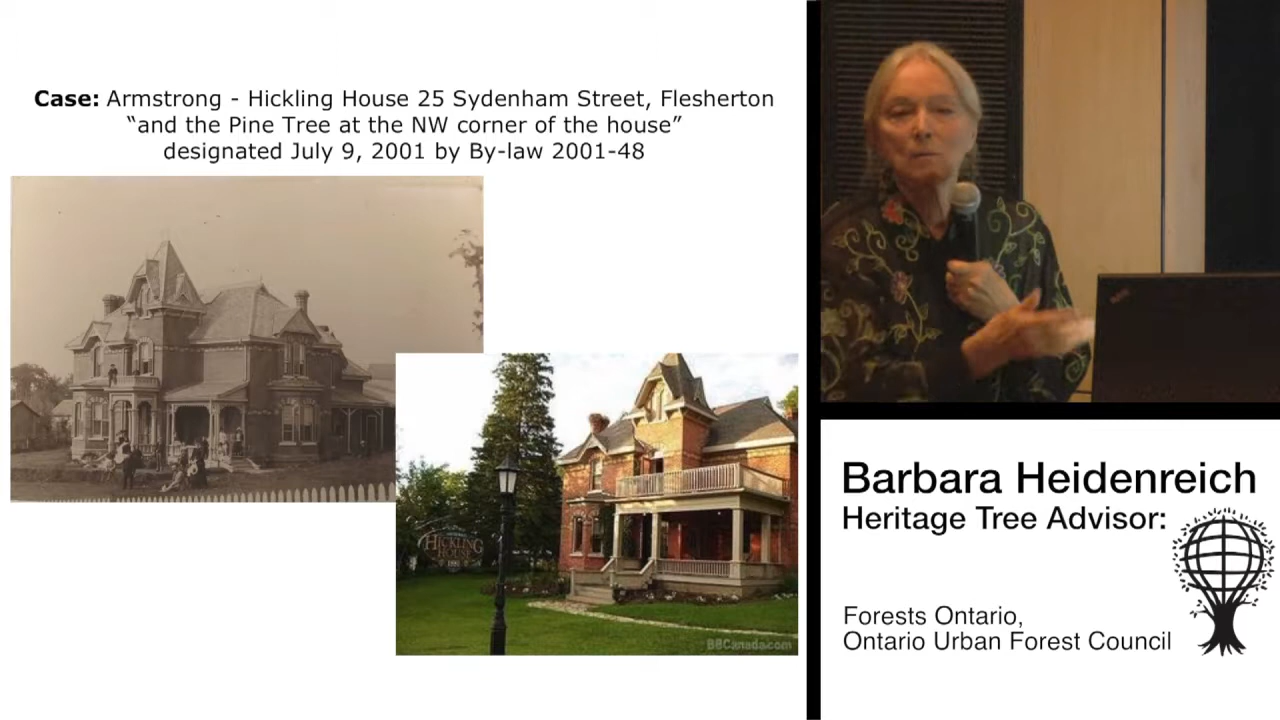 Case: Armstrong - Hickling House 25 Sydenham Street, Flesherton
“and the Pine Tree at the NW corner of the house”
designated July 9, 2001 by By-law 2001-48
HICKLING
HOUSE
BBCanada.com
Barbara Heidenreich
Heritage Tree Advisor:
Forests Ontario,
Ontario Urban Forest Council